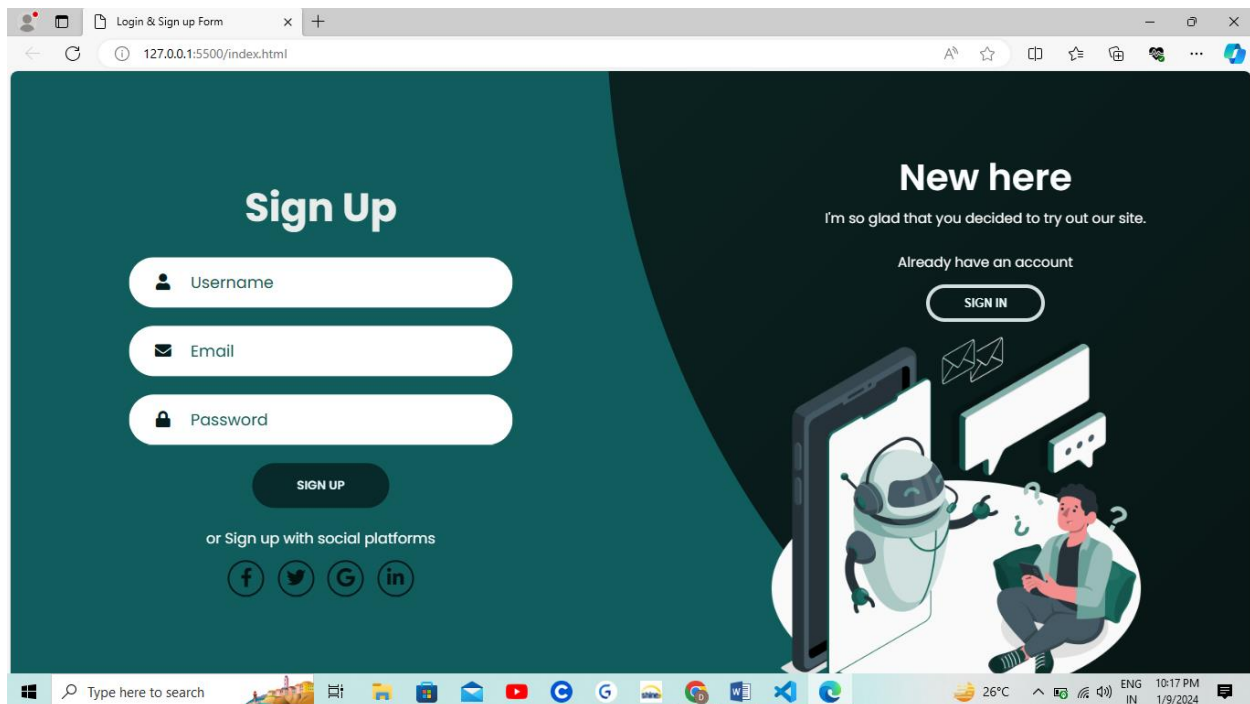 Login & Sign up Form
127.0.0.1:5500/index.html
Sign Up
Username
Email
Password
SIGN UP
or Sign up with social platforms
New here
I'm so glad that you decided to try out our site.
Already have an account
SIGN IN
Type here to search
26°C
ENG
IN
10:17 PM
1/9/2024